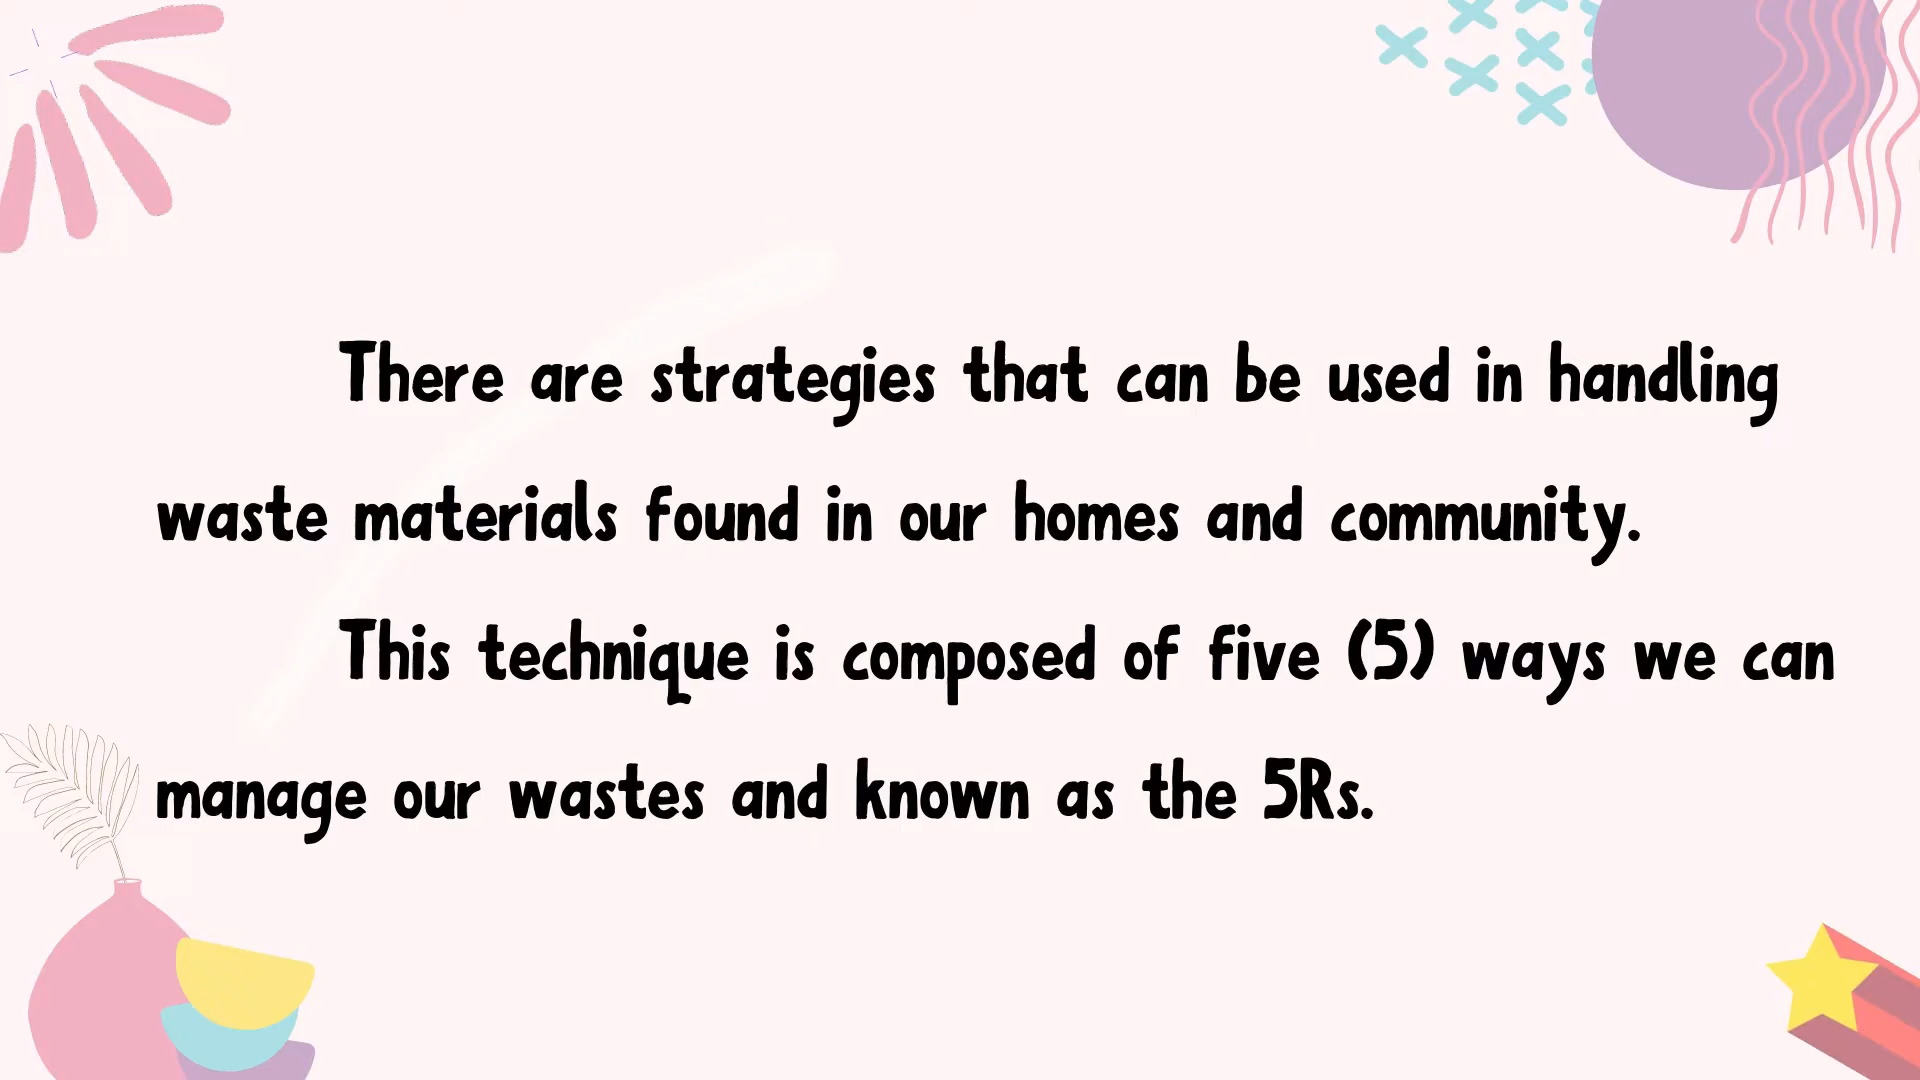 There are strategies that can be used in handling
waste materials found in our homes and community.
This technique is composed of five (5) ways we can
manage our wastes and known as the 5Rs.